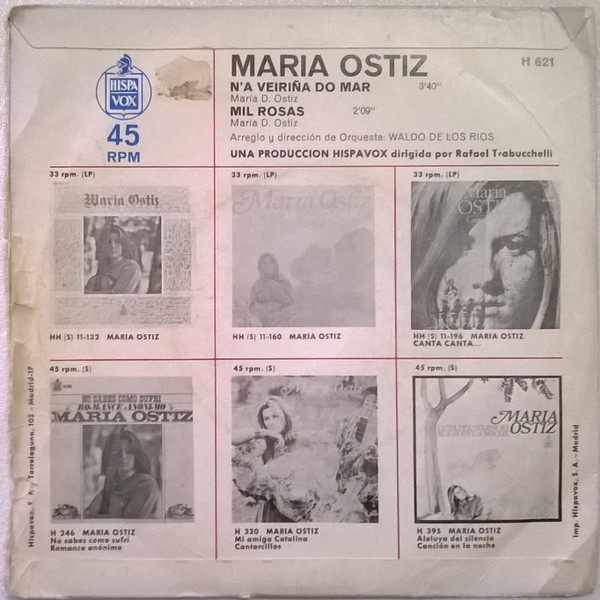 HISPA
VOX
45
RPM
MARIA OSTIZ
H 621
N'A VEIRIÑA DO MAR 3'40"
María D. Ostiz
MIL ROSAS 2'09"
María D. Ostiz
Arreglo y dirección de Orquesta: WALDO DE LOS RIOS
UNA PRODUCCION HISPAVOX dirigida por Rafael Trabucchelli
33 rpm. (LP)
Maria Ostiz
HH (S) 11-132 MARIA OSTIZ
33 rpm. (LP)
Maria Ostiz
HH (S) 11-160 MARIA OSTIZ
33 rpm. (LP)
Maria
OSTIZ
HH (S) 11-196 MARIA OSTIZ
CANTA CANTA...
45 rpm. (S)
NO SABES COMO SUFRI
ROMANCE ANONIMO
MARIA OSTIZ
H 246 MARIA OSTIZ
No sabes como sufrí
Romance anónimo
45 rpm. (S)
H 320 MARIA OSTIZ
Mi amiga Catalina
Cantarcillos
45 rpm. (S)
MARIA
OSTIZ
H 395 MARIA OSTIZ
Aleluya del silencio
Canción en la noche
Hispavox, S. A. - Torrelaguna, 102 - Madrid-17
Imp. Hispavox, S. A. - Madrid